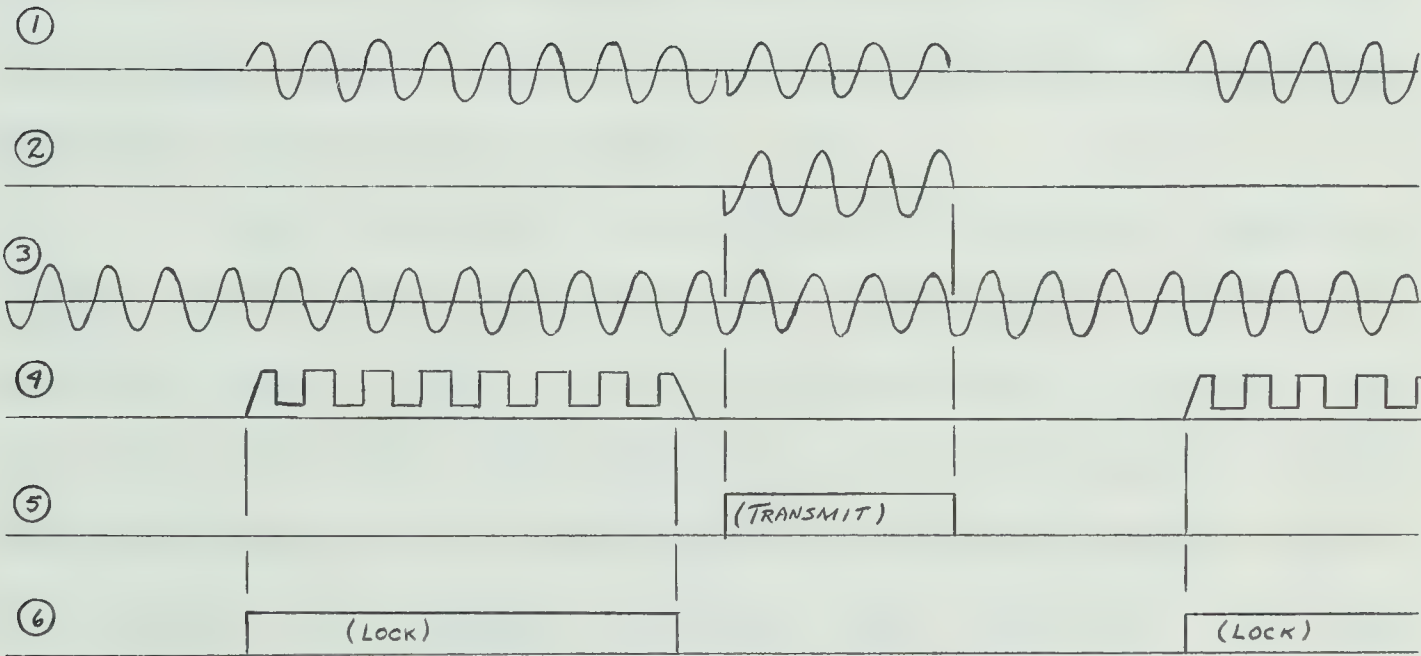 ①
②
③
④
⑤
(TRANSMIT)
⑥
(LOCK)
(LOCK)